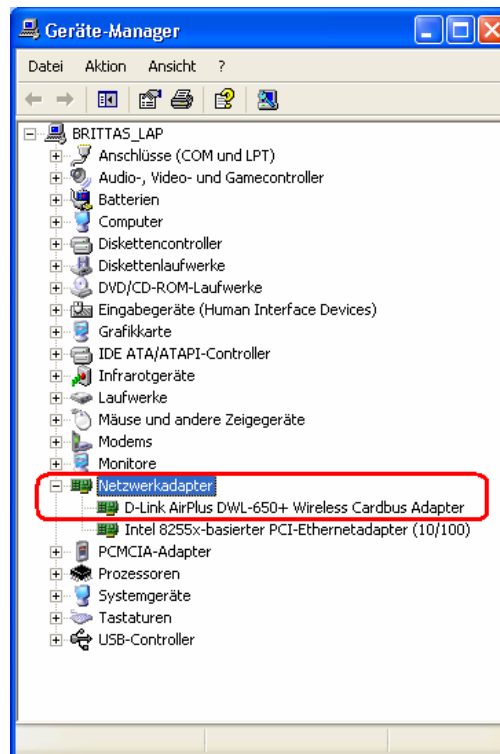 Geräte-Manager
Datei Aktion Ansicht ?
BRITTAS_LAP
Anschlüsse (COM und LPT)
Audio-, Video- und Gamecontroller
Batterien
Computer
Diskettencontroller
Diskettenlaufwerke
DVD/CD-ROM-Laufwerke
Eingabegeräte (Human Interface Devices)
Grafikkarte
IDE ATA/ATAPI-Controller
Infrarotgeräte
Laufwerke
Mäuse und andere Zeigegeräte
Modems
Monitore
Netzwerkadapter
D-Link AirPlus DWL-650+ Wireless Cardbus Adapter
Intel 8255x-basierter PCI-Ethernetadapter (10/100)
PCMCIA-Adapter
Prozessoren
Systemgeräte
Tastaturen
USB-Controller